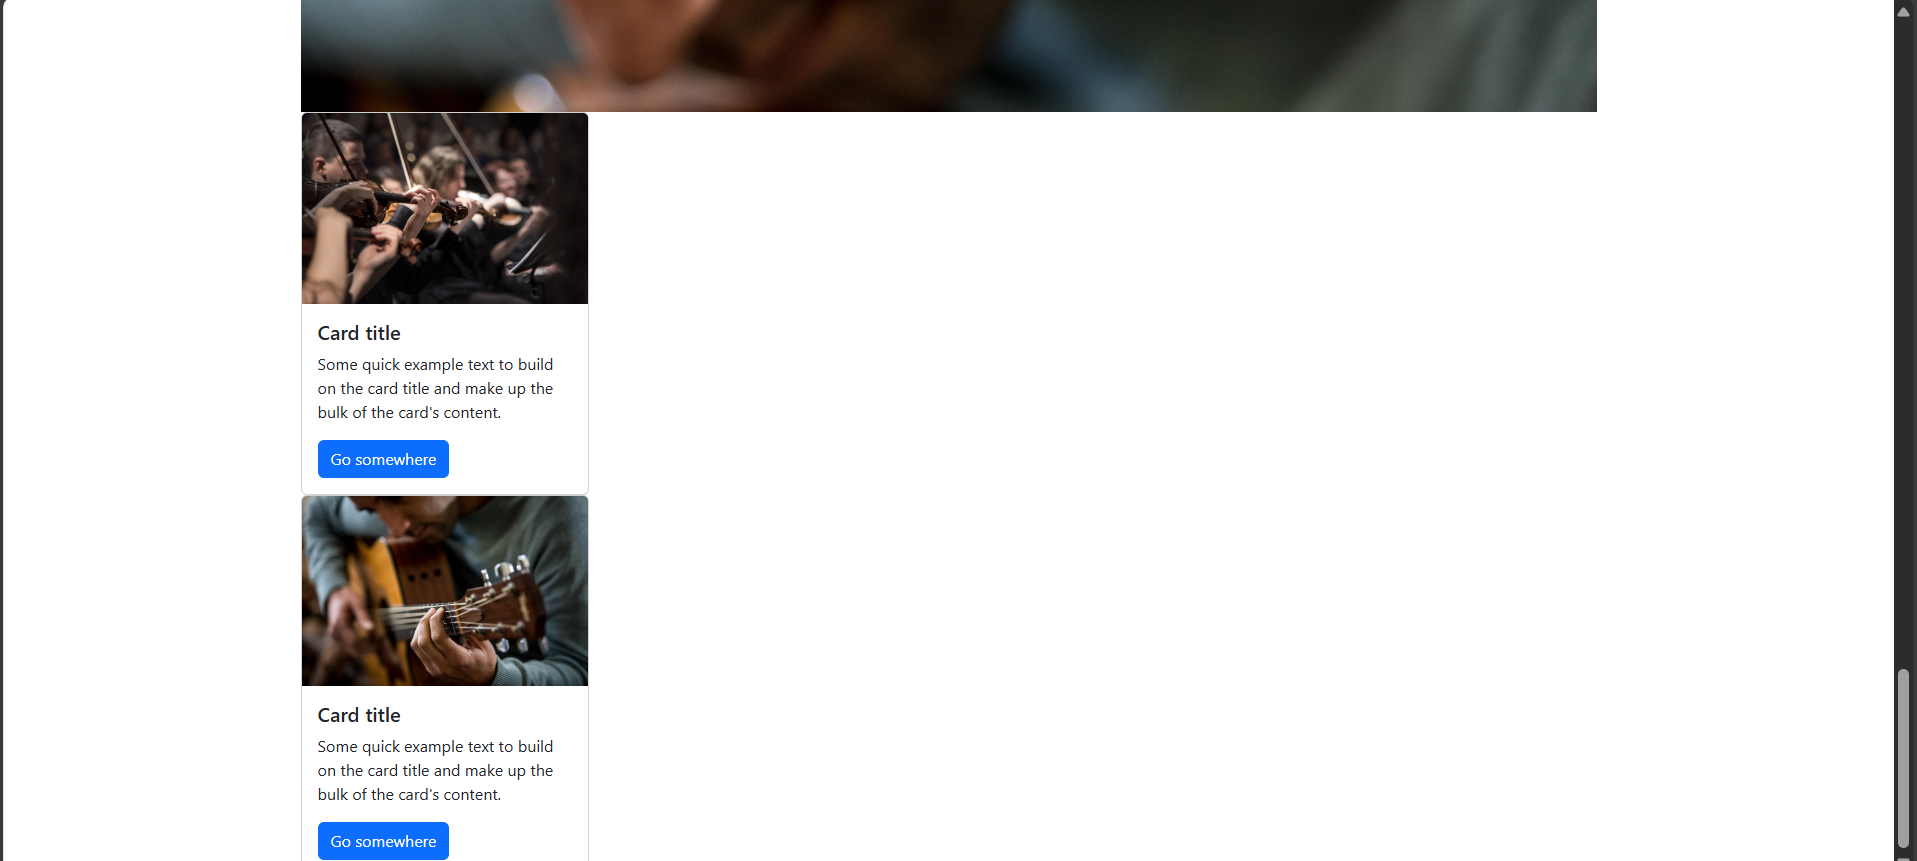 Card title
Some quick example text to build
on the card title and make up the
bulk of the card's content.
Go somewhere
Card title
Some quick example text to build
on the card title and make up the
bulk of the card's content.
Go somewhere